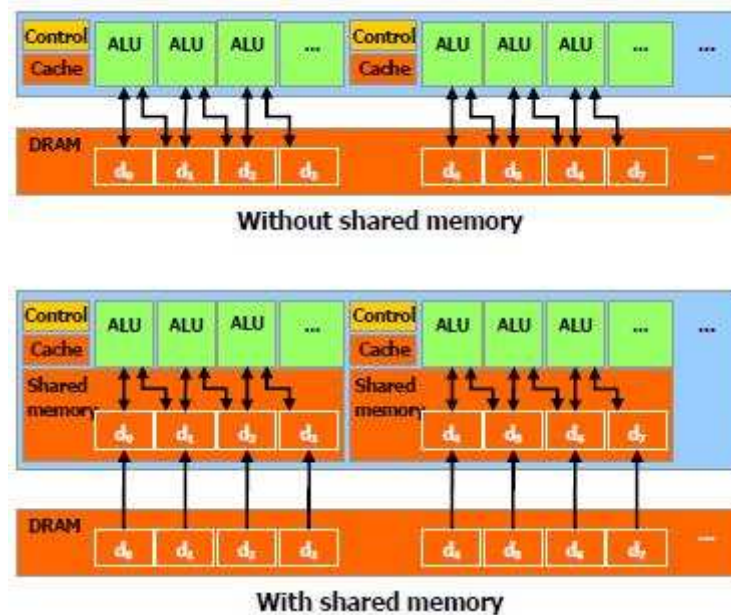 Control ALU ALU ALU ... Control ALU ALU ALU ... ...
Cache Cache
DRAM
d0 d1 d2 d3 d4 d5 d6 d7 ...
Without shared memory
Control ALU ALU ALU ... Control ALU ALU ALU ... ...
Cache Cache
Shared Shared
memory memory
d0 d1 d2 d3 d4 d5 d6 d7
DRAM
d0 d1 d2 d3 d4 d5 d6 d7 ...
With shared memory